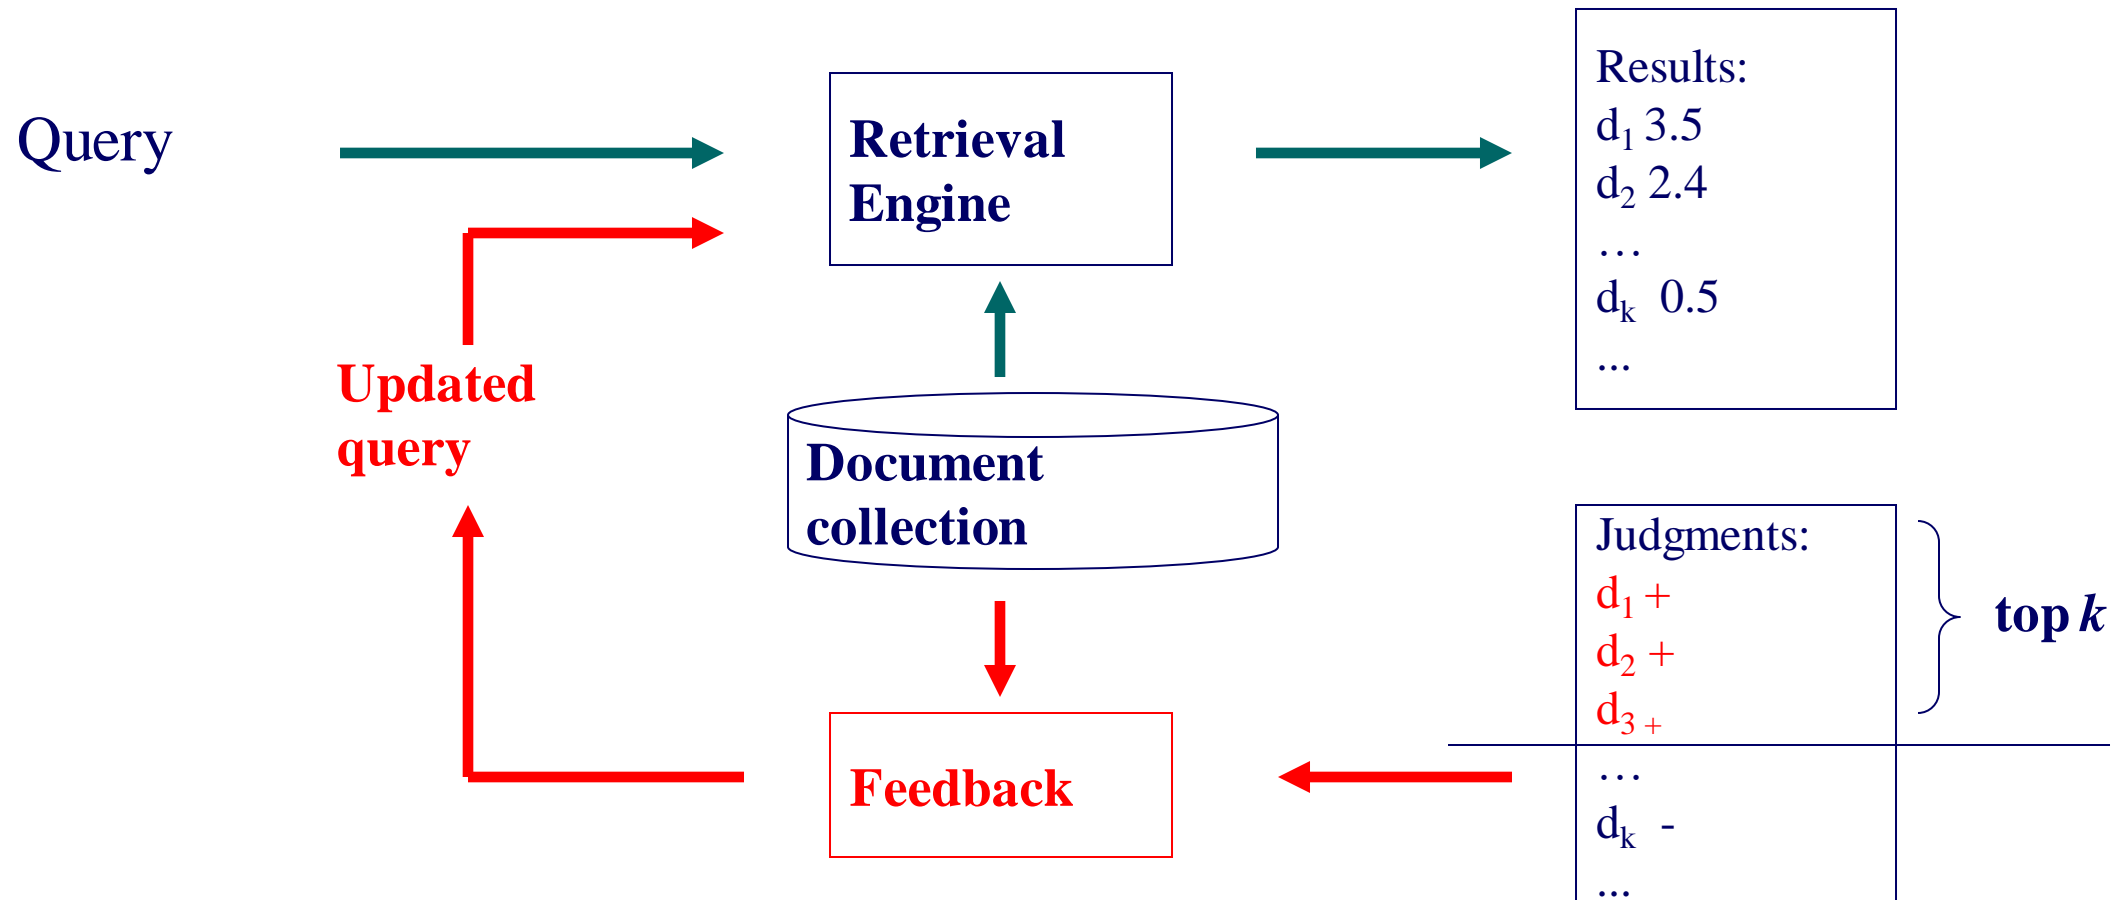 Query
Retrieval
Engine
Results:
d₁ 3.5
d₂ 2.4
…
dₖ 0.5
...
Updated
query
Document
collection
Judgments:
d₁ +
d₂ +
d₃ +
top k
…
dₖ -
...
Feedback